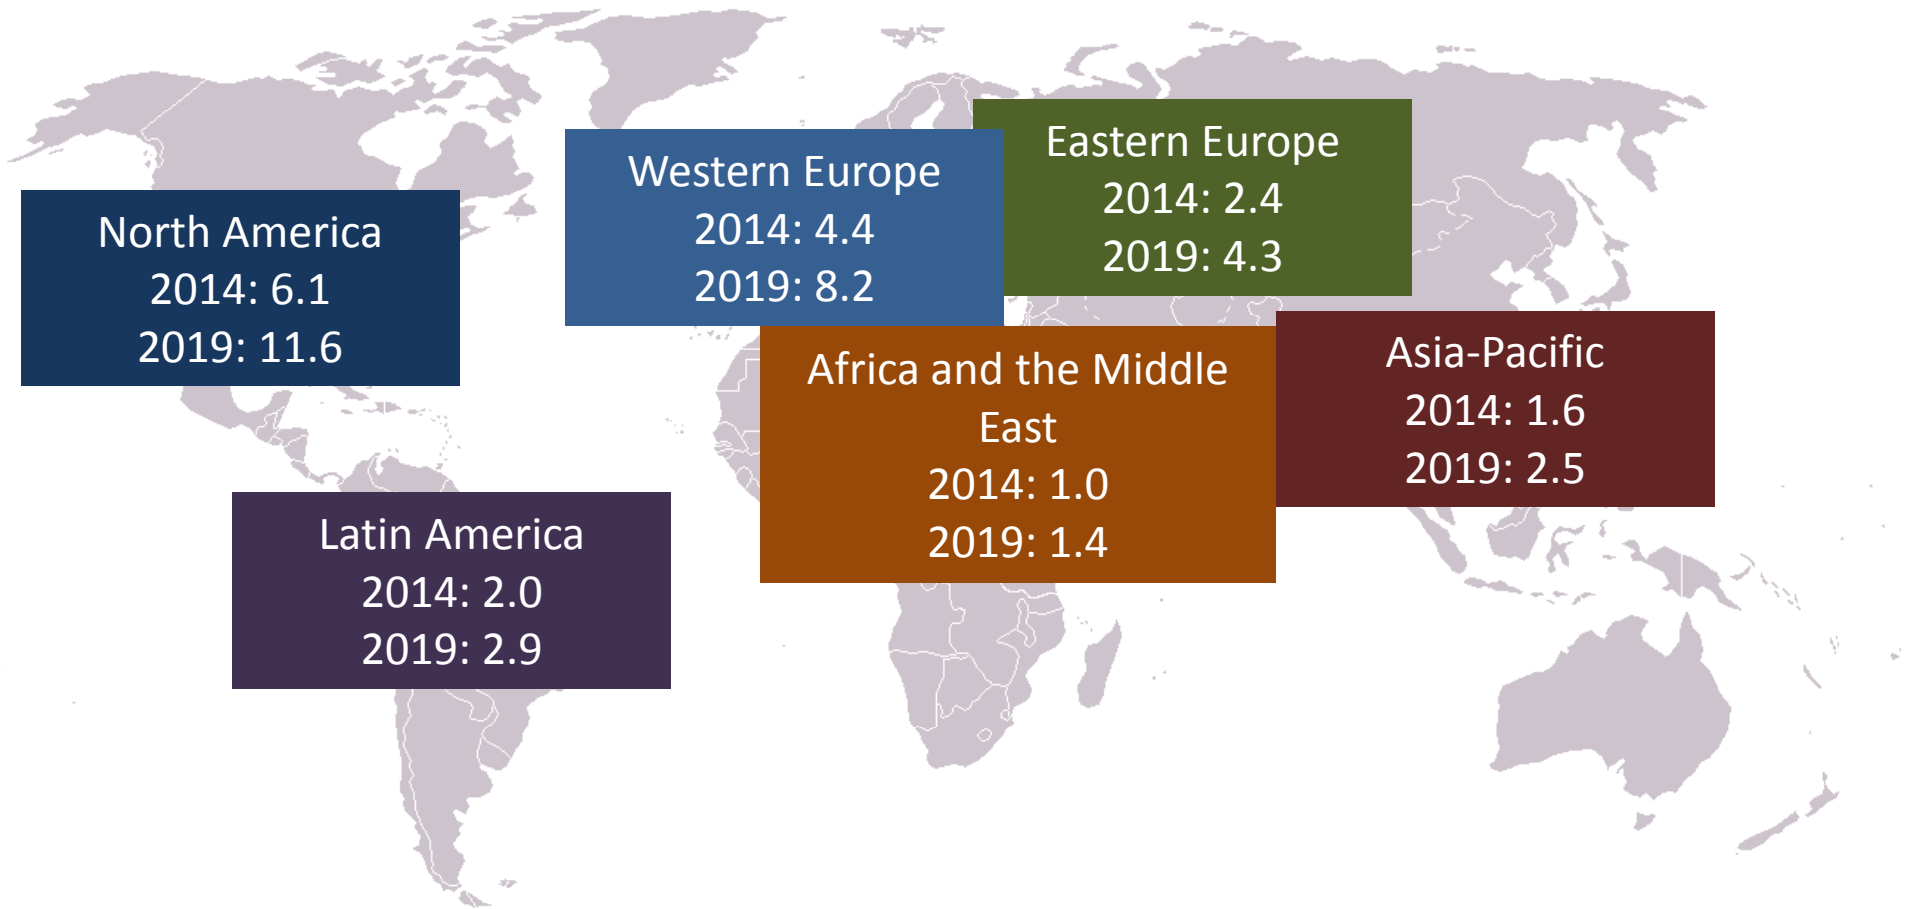 North America
2014: 6.1
2019: 11.6
Western Europe
2014: 4.4
2019: 8.2
Eastern Europe
2014: 2.4
2019: 4.3
Africa and the Middle
East
2014: 1.0
2019: 1.4
Asia-Pacific
2014: 1.6
2019: 2.5
Latin America
2014: 2.0
2019: 2.9